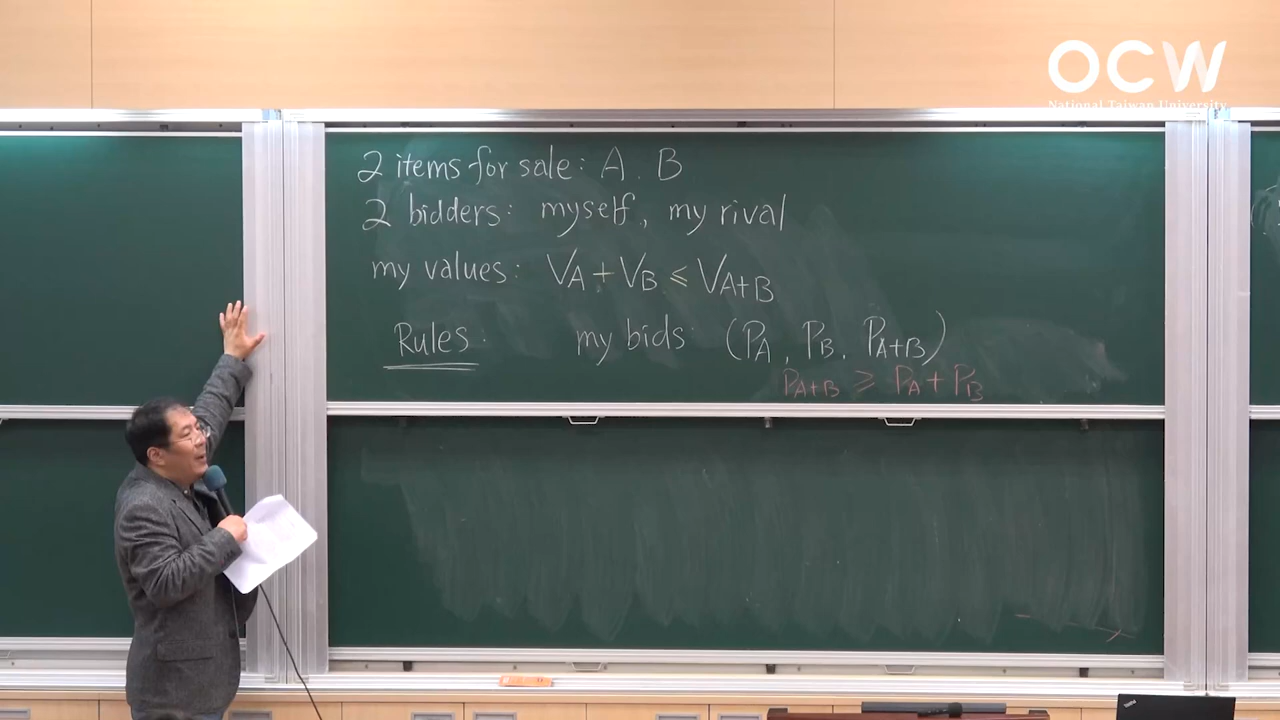 OCW
National Taiwan University
2 items for sale: A. B
2 bidders: myself, my rival
my values: VA + VB ≤ VA+B
Rules: my bids: (PA, PB, PA+B)
PA+B ≥ PA + PB